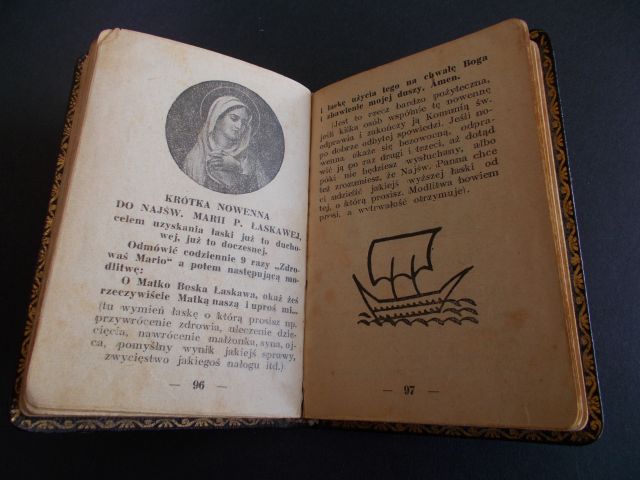 KRÓTKA NOWENNA
DO NAJŚW. MARII P. ŁASKAWEJ,
celem uzyskania łaski już to ducho-
wej, już to doczesnej.
Odmówić codziennie 9 razy „Zdro-
waś Mario" a potem następującą mo-
dlitwę:
O Matko Boska Łaskawa, okaż żeś
rzeczywiście Matką naszą i uproś mi...
(tu wymień łaskę o którą prosisz np.
przywrócenie zdrowia, uleczenie dzie-
cięcia, nawrócenie małżonka, syna, oj-
ca, pomyślny wynik jakiejś sprawy,
zwycięstwo jakiegoś nałogu itd.)
— 96 —
i łaskę użycia tego na chwałę Boga
i zbawienie mojej duszy. Amen.
(Jest to rzecz bardzo pożyteczna,
jeśli kilka osób wspólnie tę nowennę
odprawia i zakończy ją Komunią św.
po dobrze odbytej spowiedzi. Jeśli no-
wenna okaże się bezowocną, odpra-
wić ją po raz drugi i trzeci, aż dotąd
póki nie będziesz wysłuchany, albo
też zrozumiesz, że Najśw. Panna chce
ci udzielić jakiejś wyższej łaski od
tej, o którą prosisz. Modlitwa bowiem
prosi, a wytrwałość otrzymuje).
— 97 —